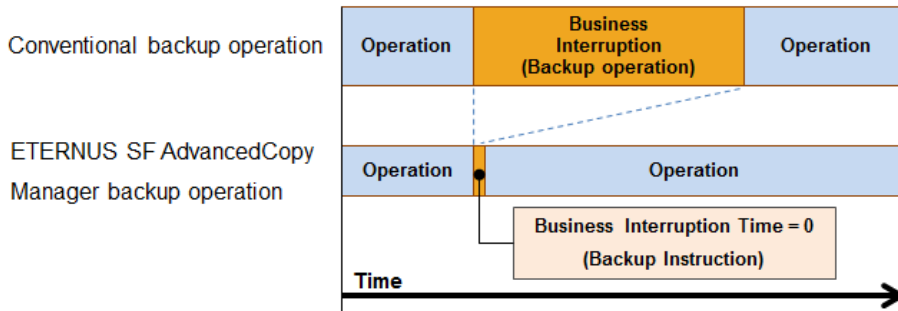 Conventional backup operation
Operation
Business
Interruption
(Backup operation)
Operation
ETERNUS SF AdvancedCopy
Manager backup operation
Operation
Operation
Business Interruption Time = 0
(Backup Instruction)
Time